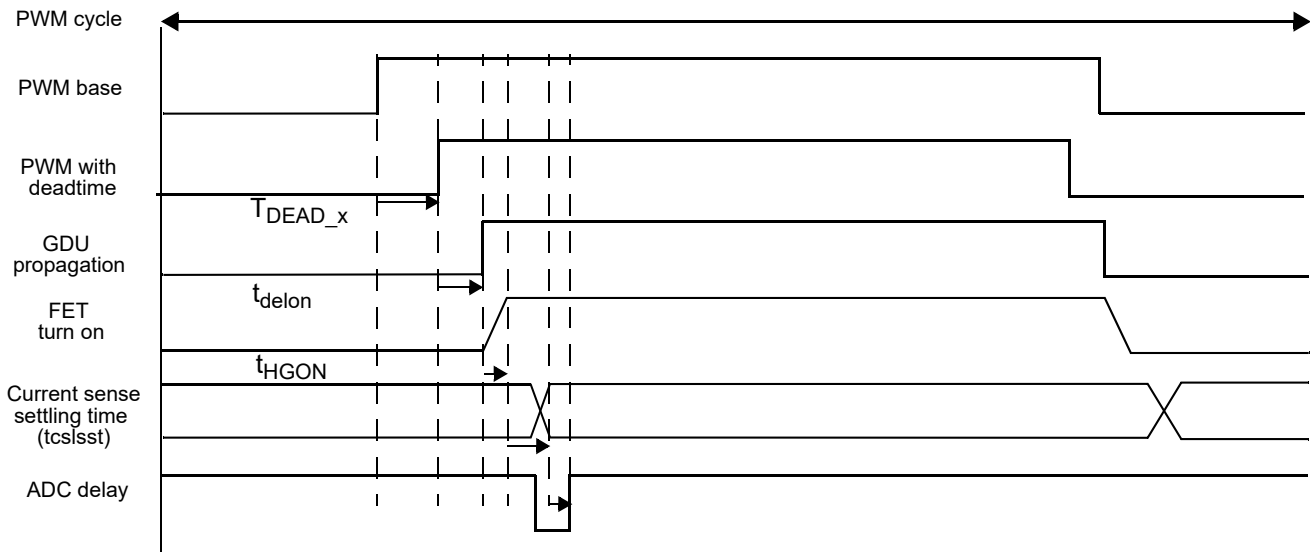 PWM cycle
PWM base
PWM with
deadtime
TDEAD_x
GDU
propagation
tdelon
FET
turn on
tHGON
Current sense
settling time
(tcslsst)
ADC delay